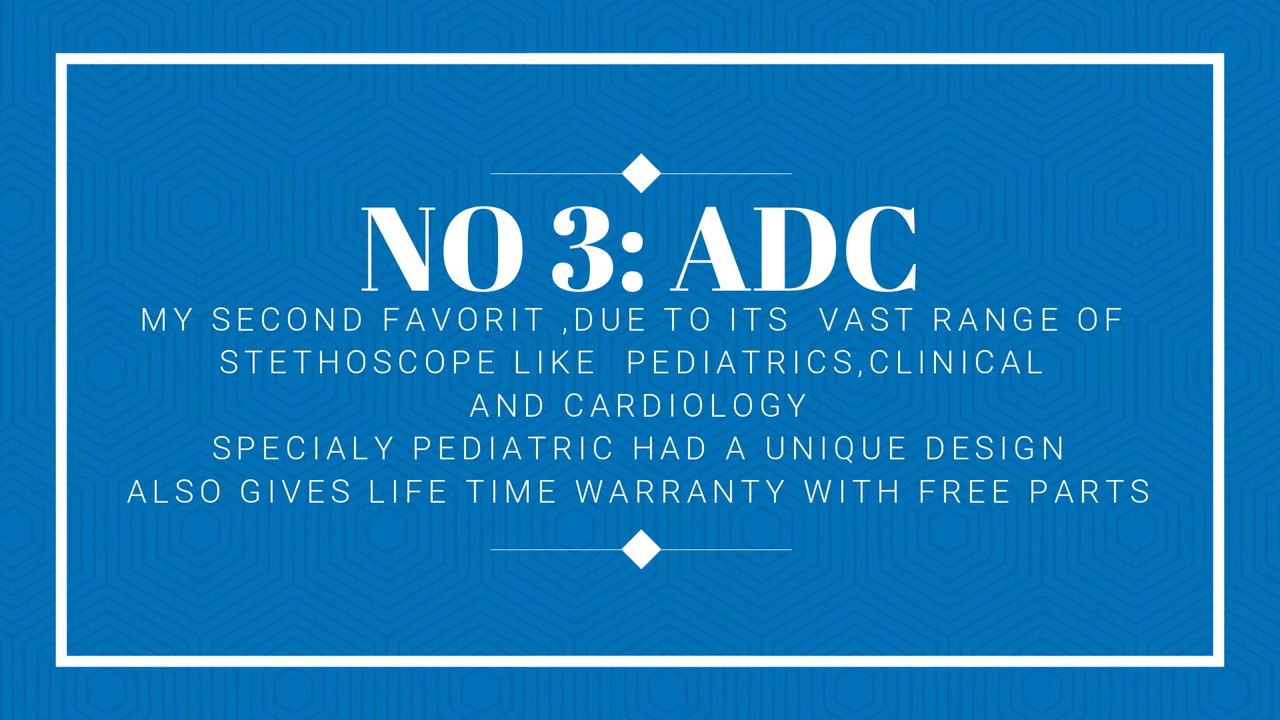 NO 3: ADC
MY SECOND FAVORIT ,DUE TO ITS  VAST RANGE OF
STETHOSCOPE LIKE  PEDIATRICS,CLINICAL
AND CARDIOLOGY
SPECIALY PEDIATRIC HAD A UNIQUE DESIGN
ALSO GIVES LIFE TIME WARRANTY WITH FREE PARTS